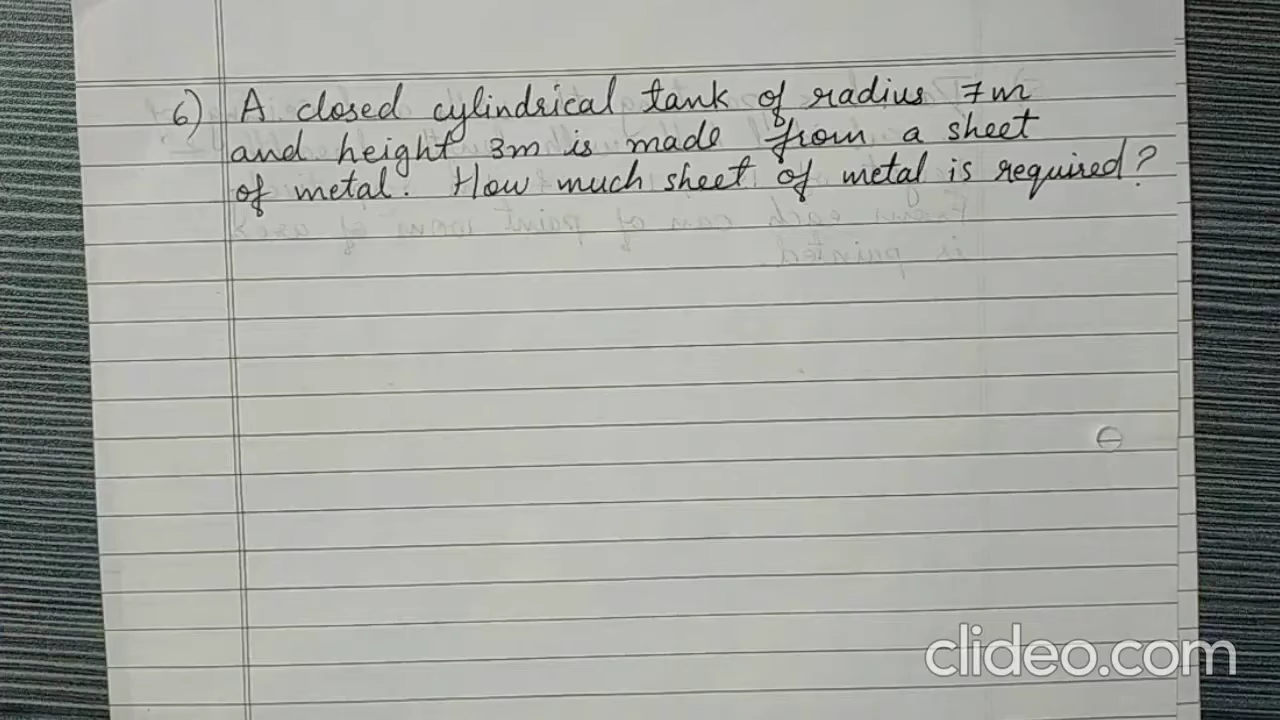 6) A closed cylindrical tank of radius 7m
and height 3m is made from a sheet
of metal. How much sheet of metal is required?
clideo.com